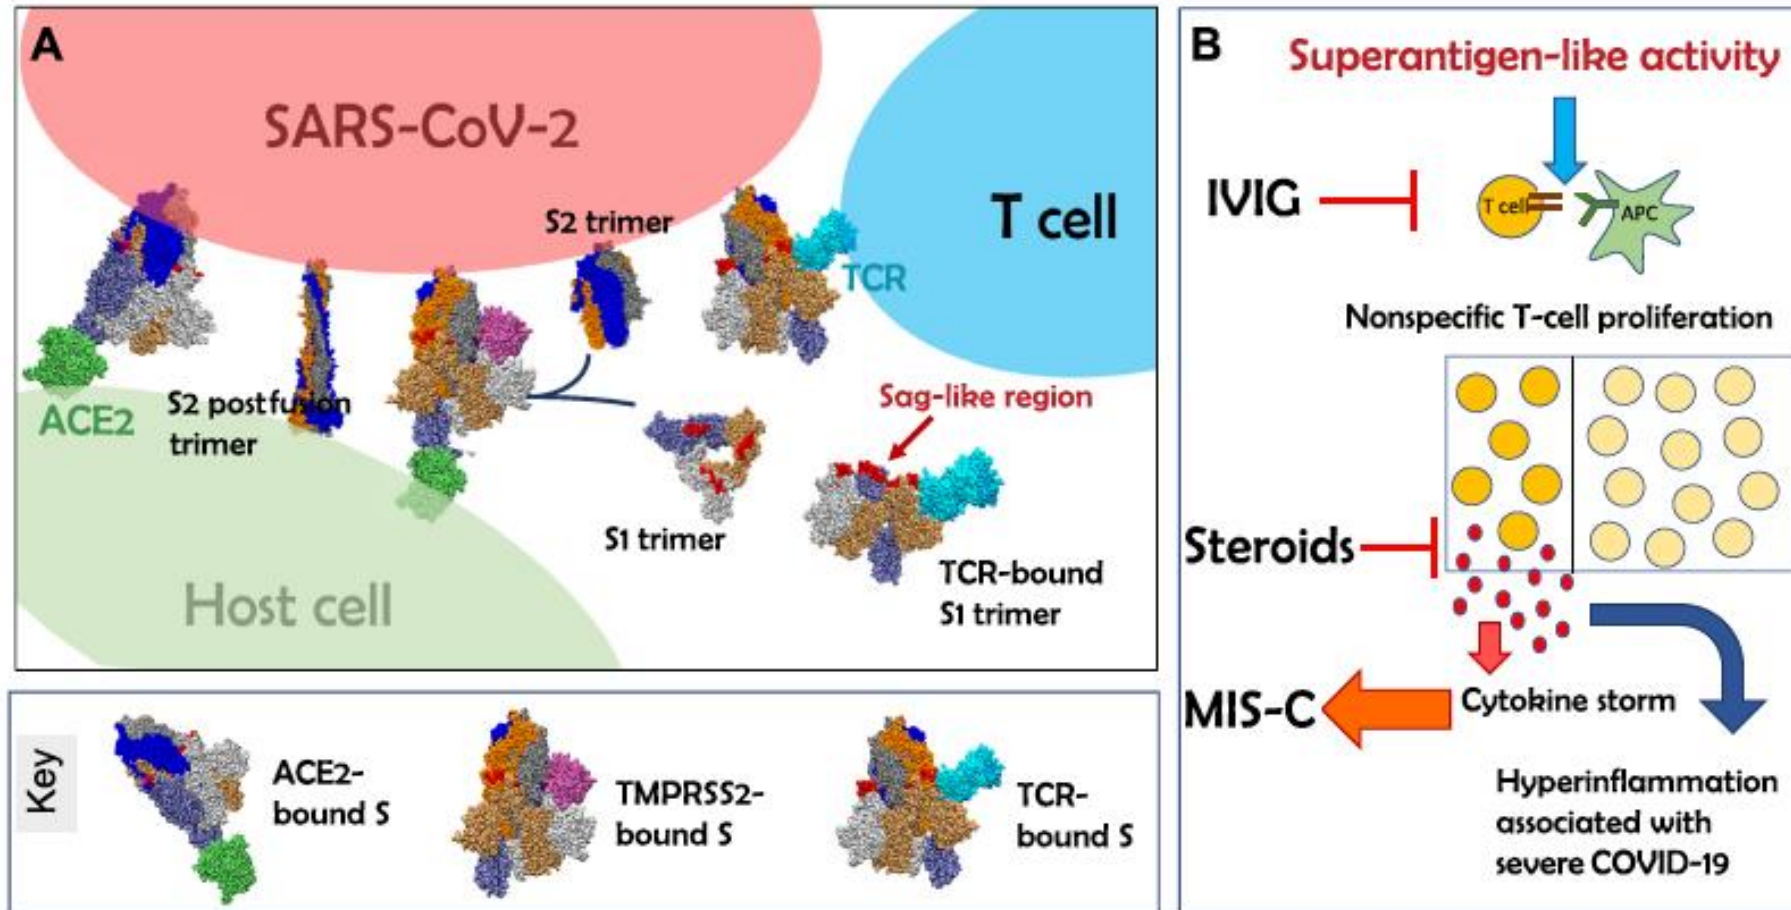 A
SARS-CoV-2
T cell
S2 trimer
TCR
ACE2
S2 postfusion
trimer
Sag-like region
S1 trimer
TCR-bound
S1 trimer
Host cell
Key
ACE2-
bound S
TMPRSS2-
bound S
TCR-
bound S
B
Superantigen-like activity
IVIG
T cell
APC
Nonspecific T-cell proliferation
Steroids
MIS-C
Cytokine storm
Hyperinflammation
associated with
severe COVID-19